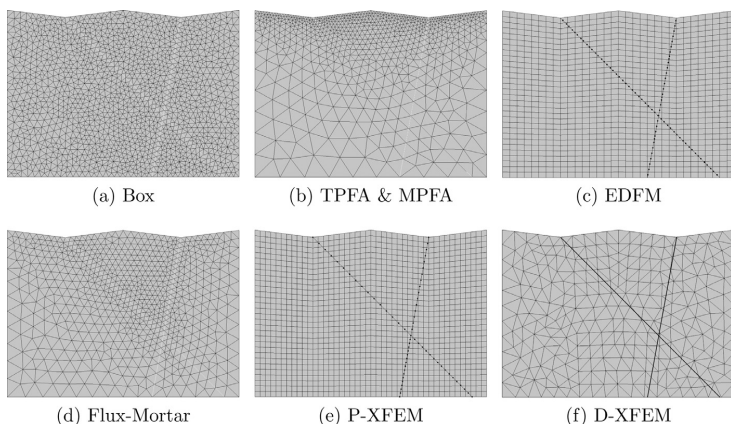 (a) Box
(b) TPFA & MPFA
(c) EDFM
(d) Flux-Mortar
(e) P-XFEM
(f) D-XFEM